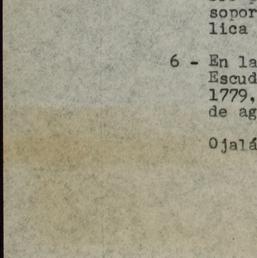 sopor
lica
6 - En la
Escud
1779,
de ag
Ojalá